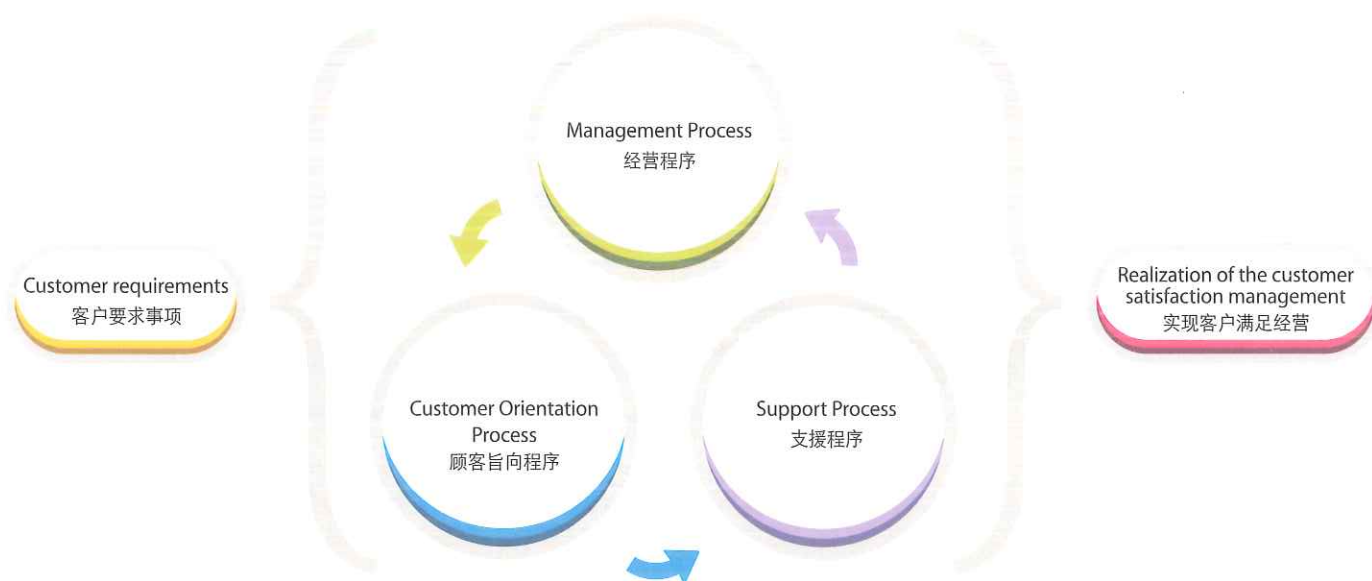 Management Process
经营程序
Customer requirements
客户要求事项
Realization of the customer
satisfaction management
实现客户满足经营
Customer Orientation
Process
顾客旨向程序
Support Process
支援程序